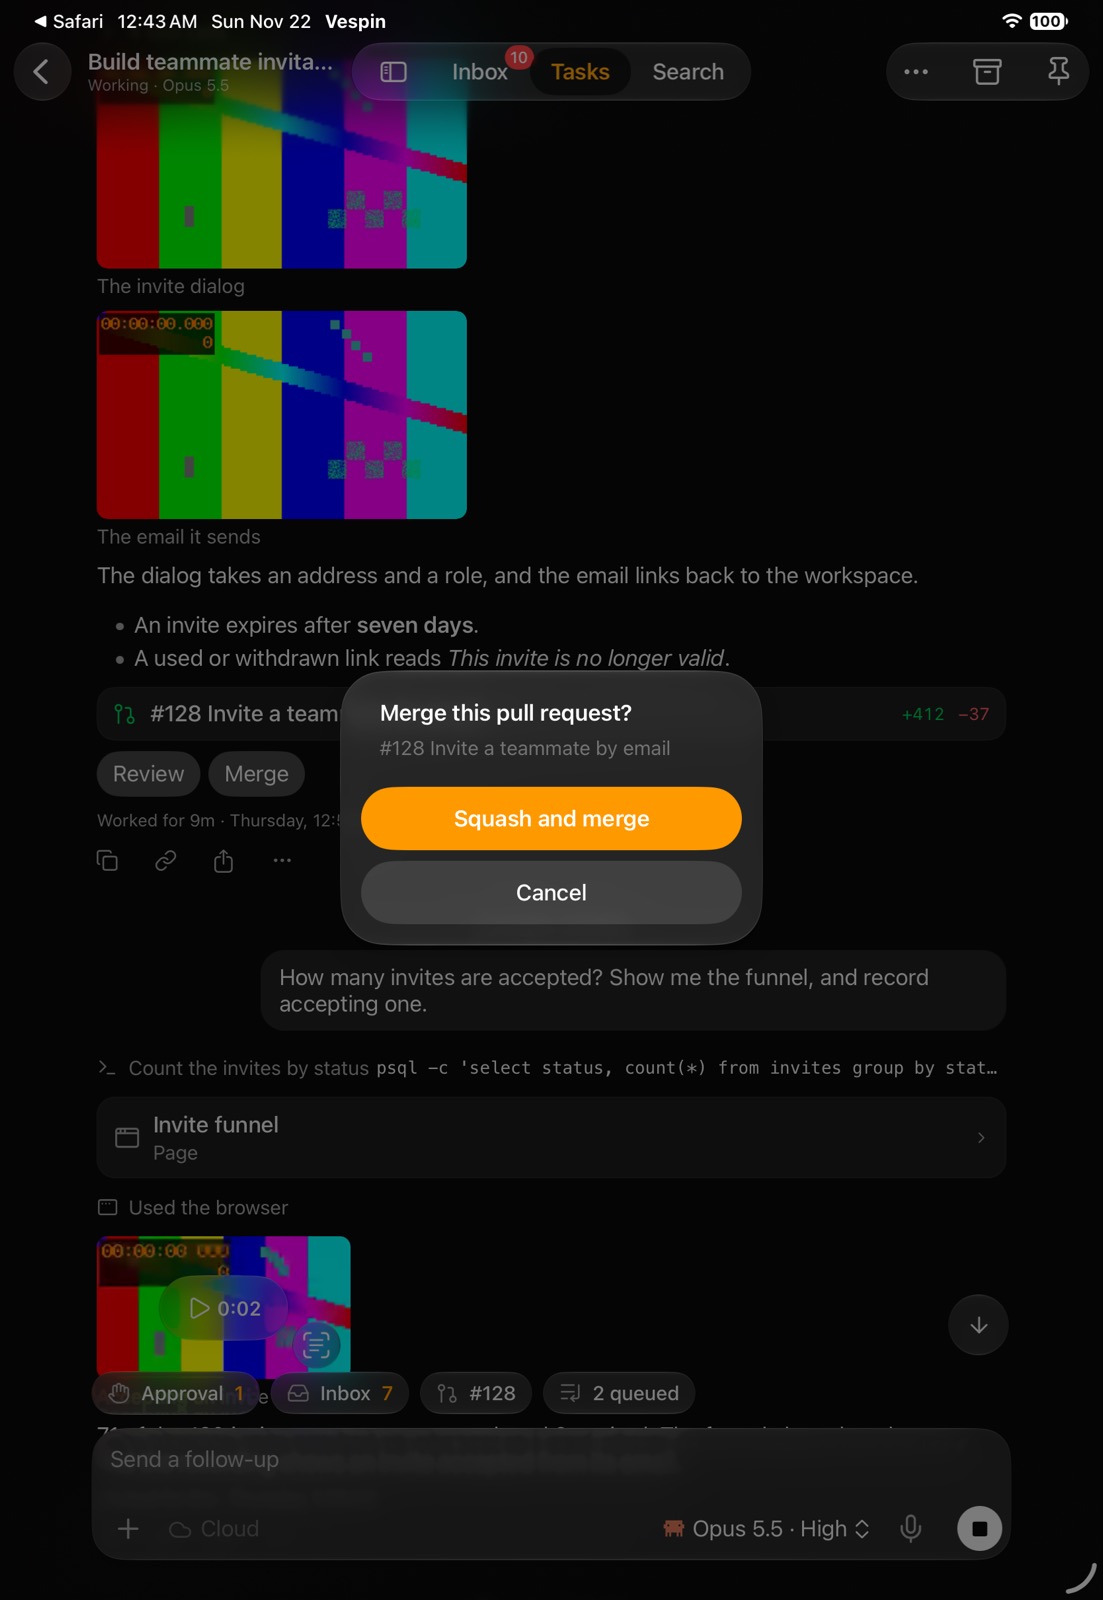 ◀ Safari 12:43 AM Sun Nov 22 Vespin
100
Build teammate invita...
Working · Opus 5.5
Inbox 10
Tasks
Search
The invite dialog
00:00:00.000
0
The email it sends
The dialog takes an address and a role, and the email links back to the workspace.
• An invite expires after seven days.
• A used or withdrawn link reads This invite is no longer valid.
#128 Invite a team
+412 −37
Merge this pull request?
#128 Invite a teammate by email
Squash and merge
Cancel
Review
Merge
Worked for 9m · Thursday, 12:
How many invites are accepted? Show me the funnel, and record
accepting one.
Count the invites by status psql -c 'select status, count(*) from invites group by stat…
Invite funnel
Page
Used the browser
00:00:00
0:02
Approval 1
Inbox 7
#128
2 queued
Send a follow-up
Cloud
Opus 5.5 · High